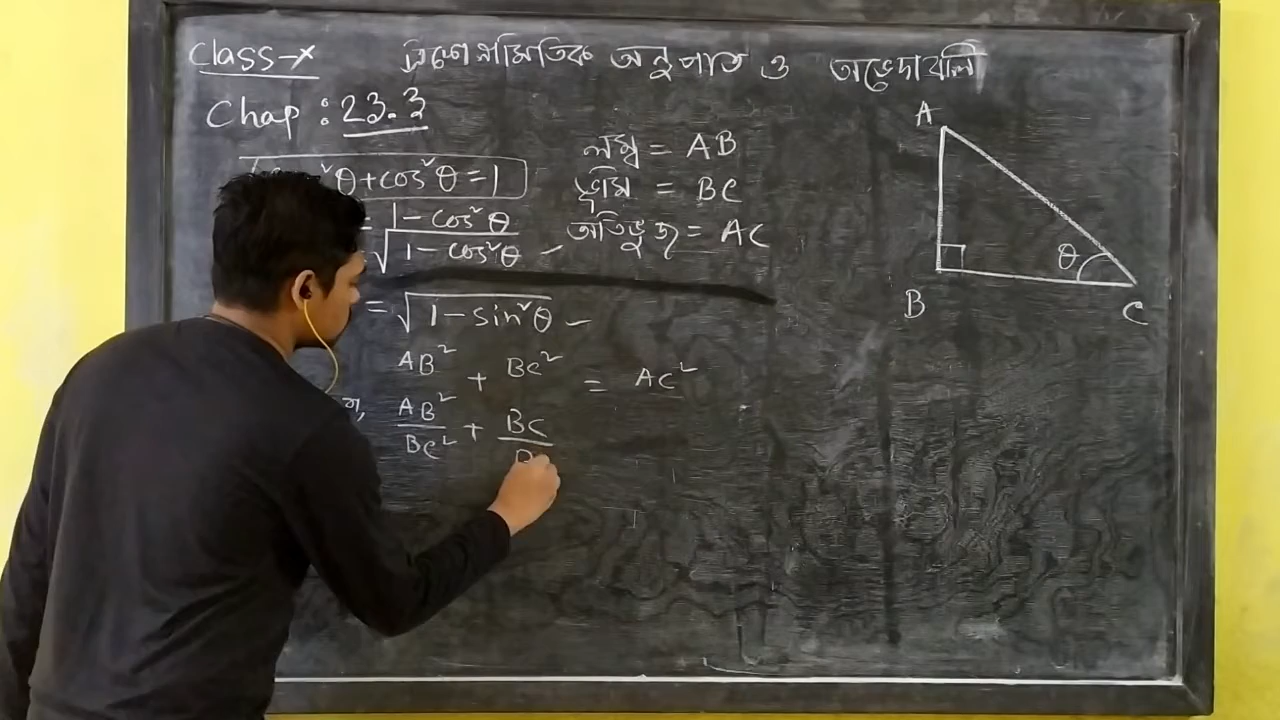 Class-X ত্রিকোণমিতিক অনুপাত ও অভেদাবলি
Chap : 23.3
²θ+cos²θ=1
= 1-cos²θ
= √1-cos²θ
= √1-sin²θ
AB² + BC² = AC²
AB²/BC² + BC/
লম্ব = AB
ভূমি = BC
অতিভুজ = AC
A
B
C
θ